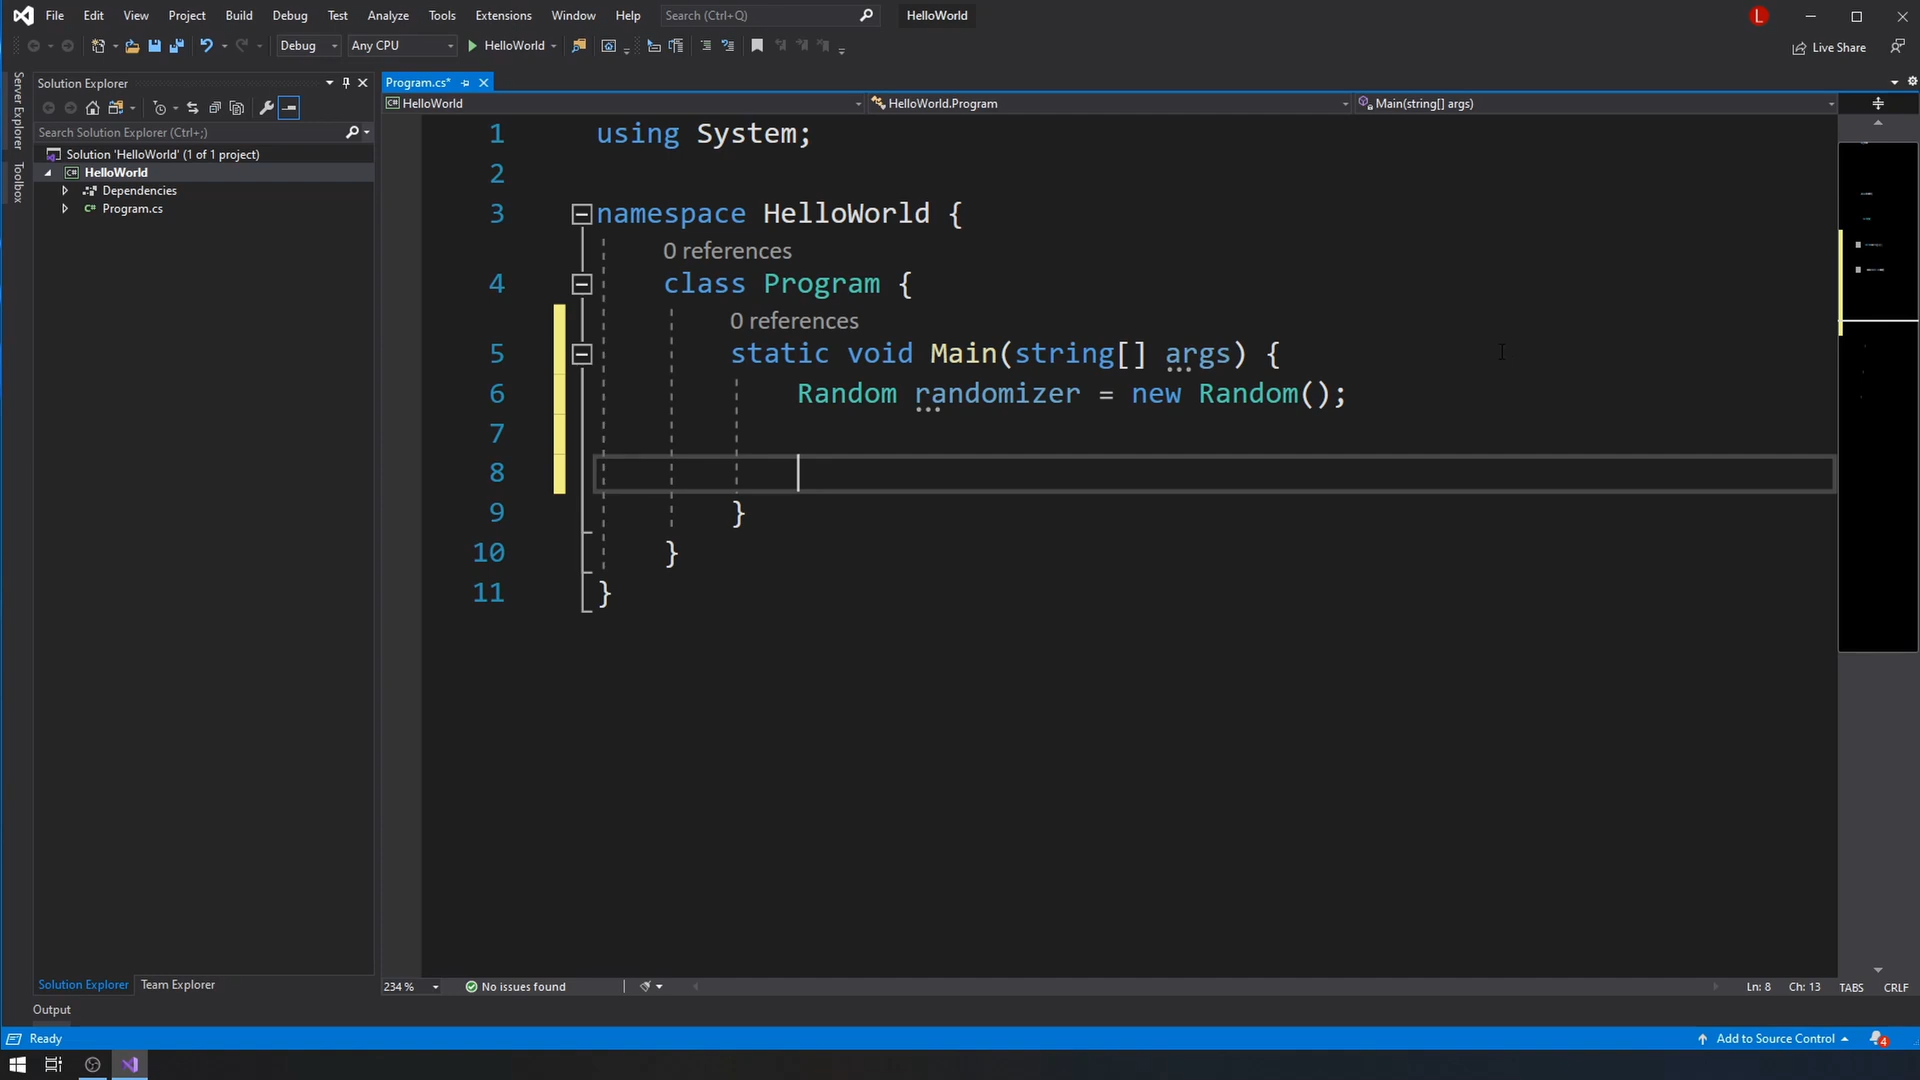 File Edit View Project Build Debug Test Analyze Tools Extensions Window Help Search (Ctrl+Q) HelloWorld L
Debug Any CPU HelloWorld Live Share
Server Explorer
Toolbox
Solution Explorer
Search Solution Explorer (Ctrl+;)
Solution 'HelloWorld' (1 of 1 project)
HelloWorld
Dependencies
C# Program.cs
Program.cs*
HelloWorld HelloWorld.Program Main(string[] args)
1 using System;
2
3 namespace HelloWorld {
0 references
4 class Program {
0 references
5 static void Main(string[] args) {
6 Random randomizer = new Random();
7
8
9 }
10 }
11 }
234 % No issues found Ln: 8 Ch: 13 TABS CRLF
Solution Explorer Team Explorer
Output
Ready Add to Source Control 4